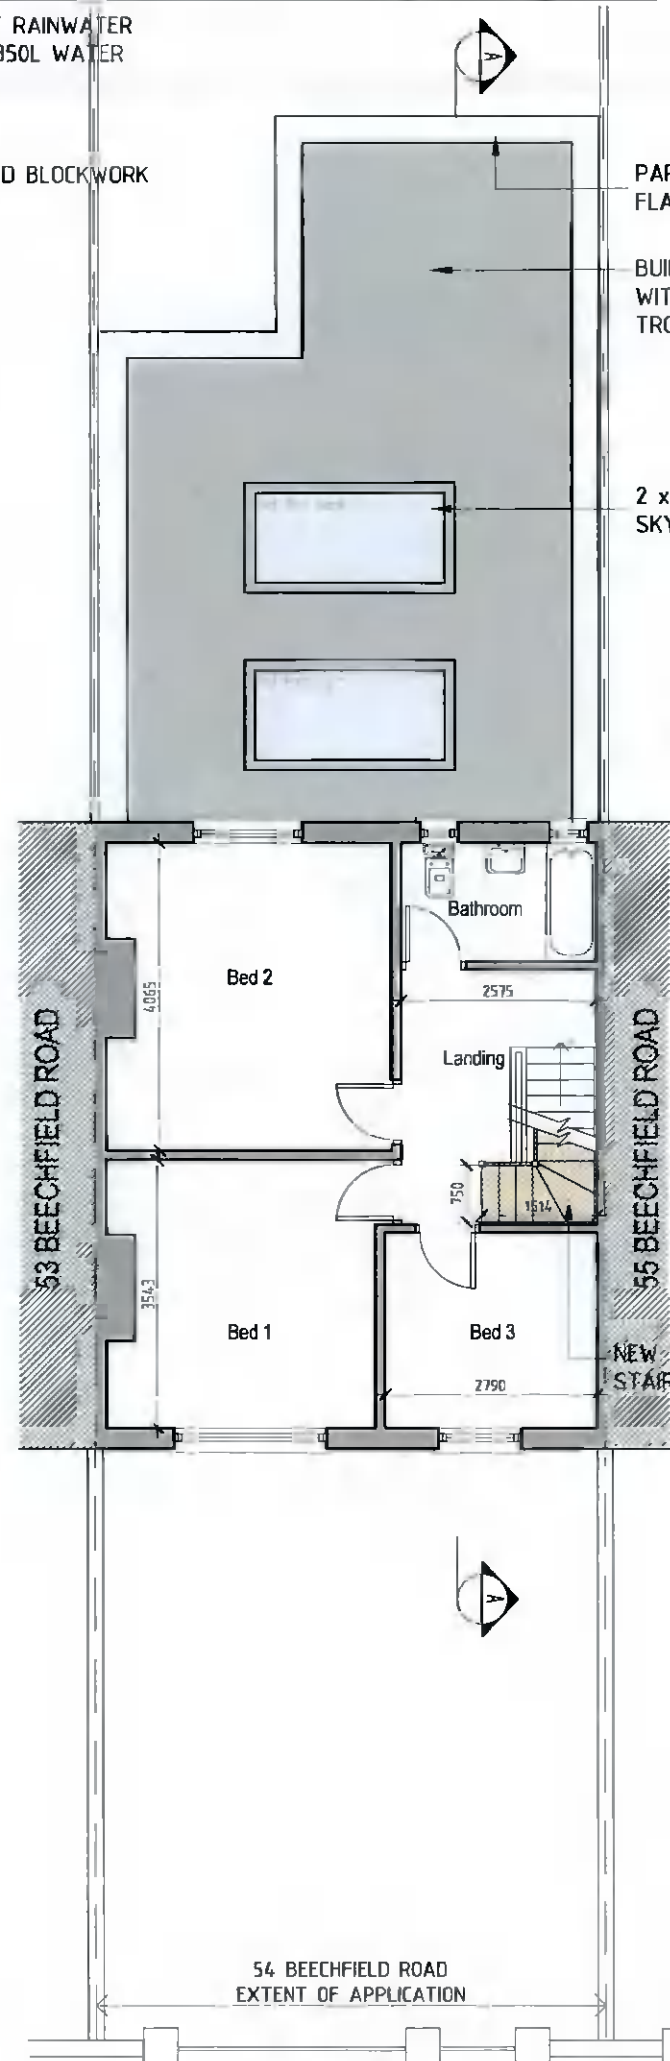 RAINWATER
350L WATER
A
D BLOCKWORK
PAR
FLA
BUI
WIT
TRO
2 x
SKY
Bathroom
Bed 2
4065
2575
Landing
53 BEECHFIELD ROAD
55 BEECHFIELD ROAD
750
1514
3543
Bed 1
Bed 3
2790
NEW
STAIR
A
54 BEECHFIELD ROAD
EXTENT OF APPLICATION